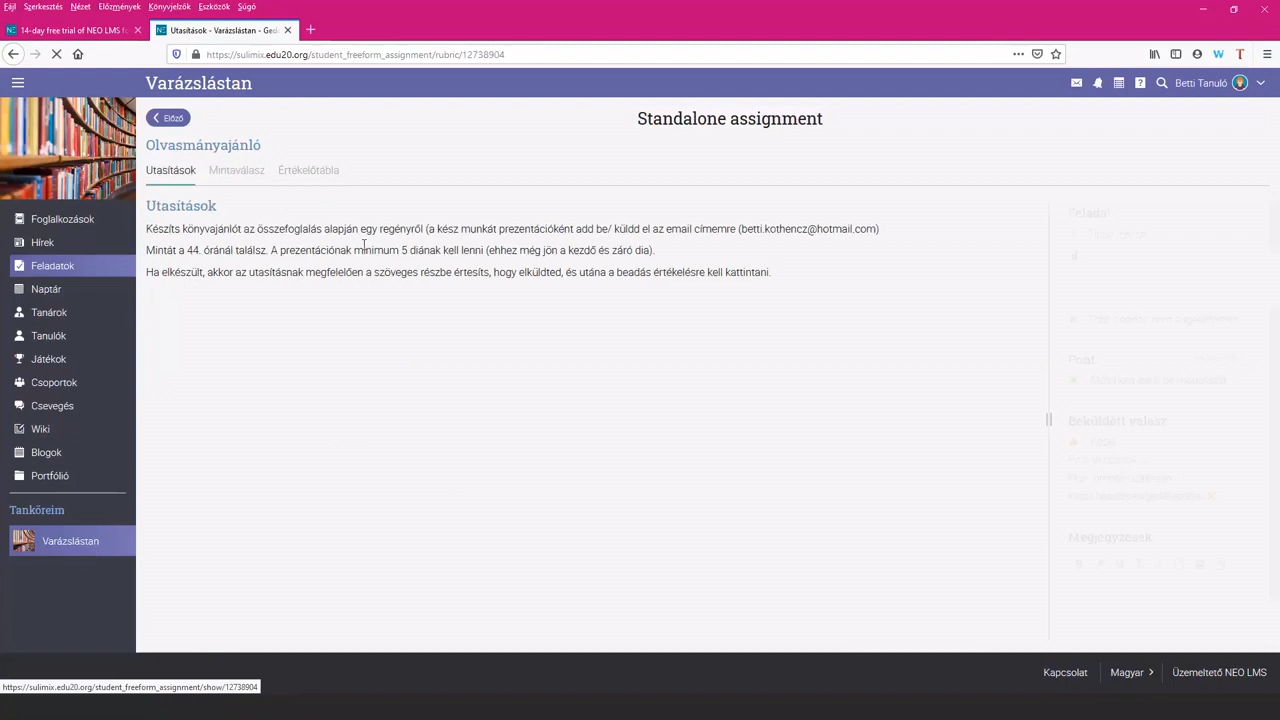 Fájl Szerkesztés Nézet Előzmények Könyvjelzők Eszközök Súgó
14-day free trial of NEO LMS
Utasítások - Varázslástan - Ged
https://sulimix.edu20.org/student_freeform_assignment/rubric/12738904
Varázslástan
Betti Tanuló
Előző
Standalone assignment
Olvasmányajánló
Utasítások Mintaválasz Értékelőtábla
Utasítások
Készíts könyvajánlót az összefoglalás alapján egy regényről (a kész munkát prezentációként add be/ küldd el az email címemre (betti.kothencz@hotmail.com)
Mintát a 44. óránál találsz. A prezentációnak minimum 5 diának kell lenni (ehhez még jön a kezdő és záró dia).
Ha elkészült, akkor az utasításnak megfelelően a szöveges részbe értesíts, hogy elküldted, és utána a beadás értékelésre kell kattintani.
Foglalkozások
Hírek
Feladatok
Naptár
Tanárok
Tanulók
Játékok
Csoportok
Csevegés
Wiki
Blogok
Portfólió
Tanköreim
Varázslástan
Feladat
Pont
Beküldött válasz
Megjegyzések
Kapcsolat
Magyar
Üzemeltető NEO LMS
https://sulimix.edu20.org/student_freeform_assignment/show/12738904